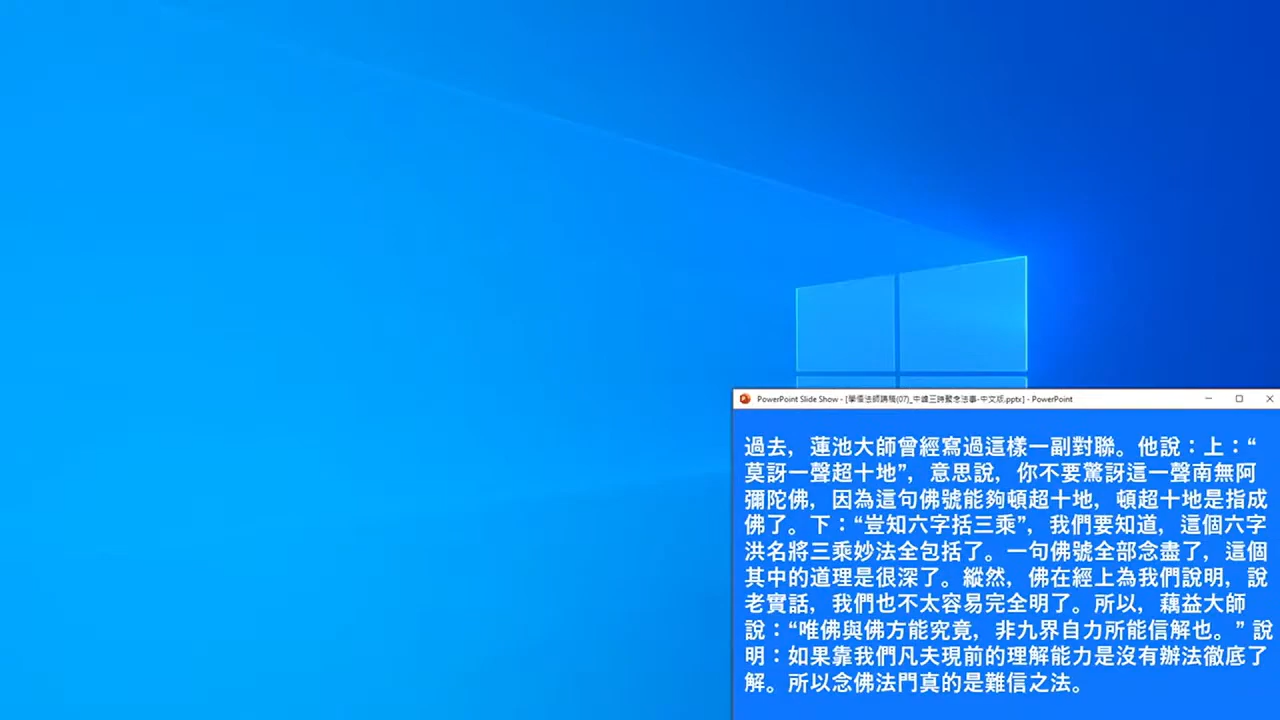 PowerPoint Slide Show - [學悟法師講稿(07)_中峰三時繫念法事-中文版.pptx] - PowerPoint
過去，蓮池大師曾經寫過這樣一副對聯。他說：上：“
莫訝一聲超十地”，意思說，你不要驚訝這一聲南無阿
彌陀佛，因為這句佛號能夠頓超十地，頓超十地是指成
佛了。下：“豈知六字括三乘”，我們要知道，這個六字
洪名將三乘妙法全包括了。一句佛號全部念盡了，這個
其中的道理是很深了。縱然，佛在經上為我們說明，說
老實話，我們也不太容易完全明了。所以，蕅益大師
說：“唯佛與佛方能究竟，非九界自力所能信解也。” 說
明：如果靠我們凡夫現前的理解能力是沒有辦法徹底了
解。所以念佛法門真的是難信之法。